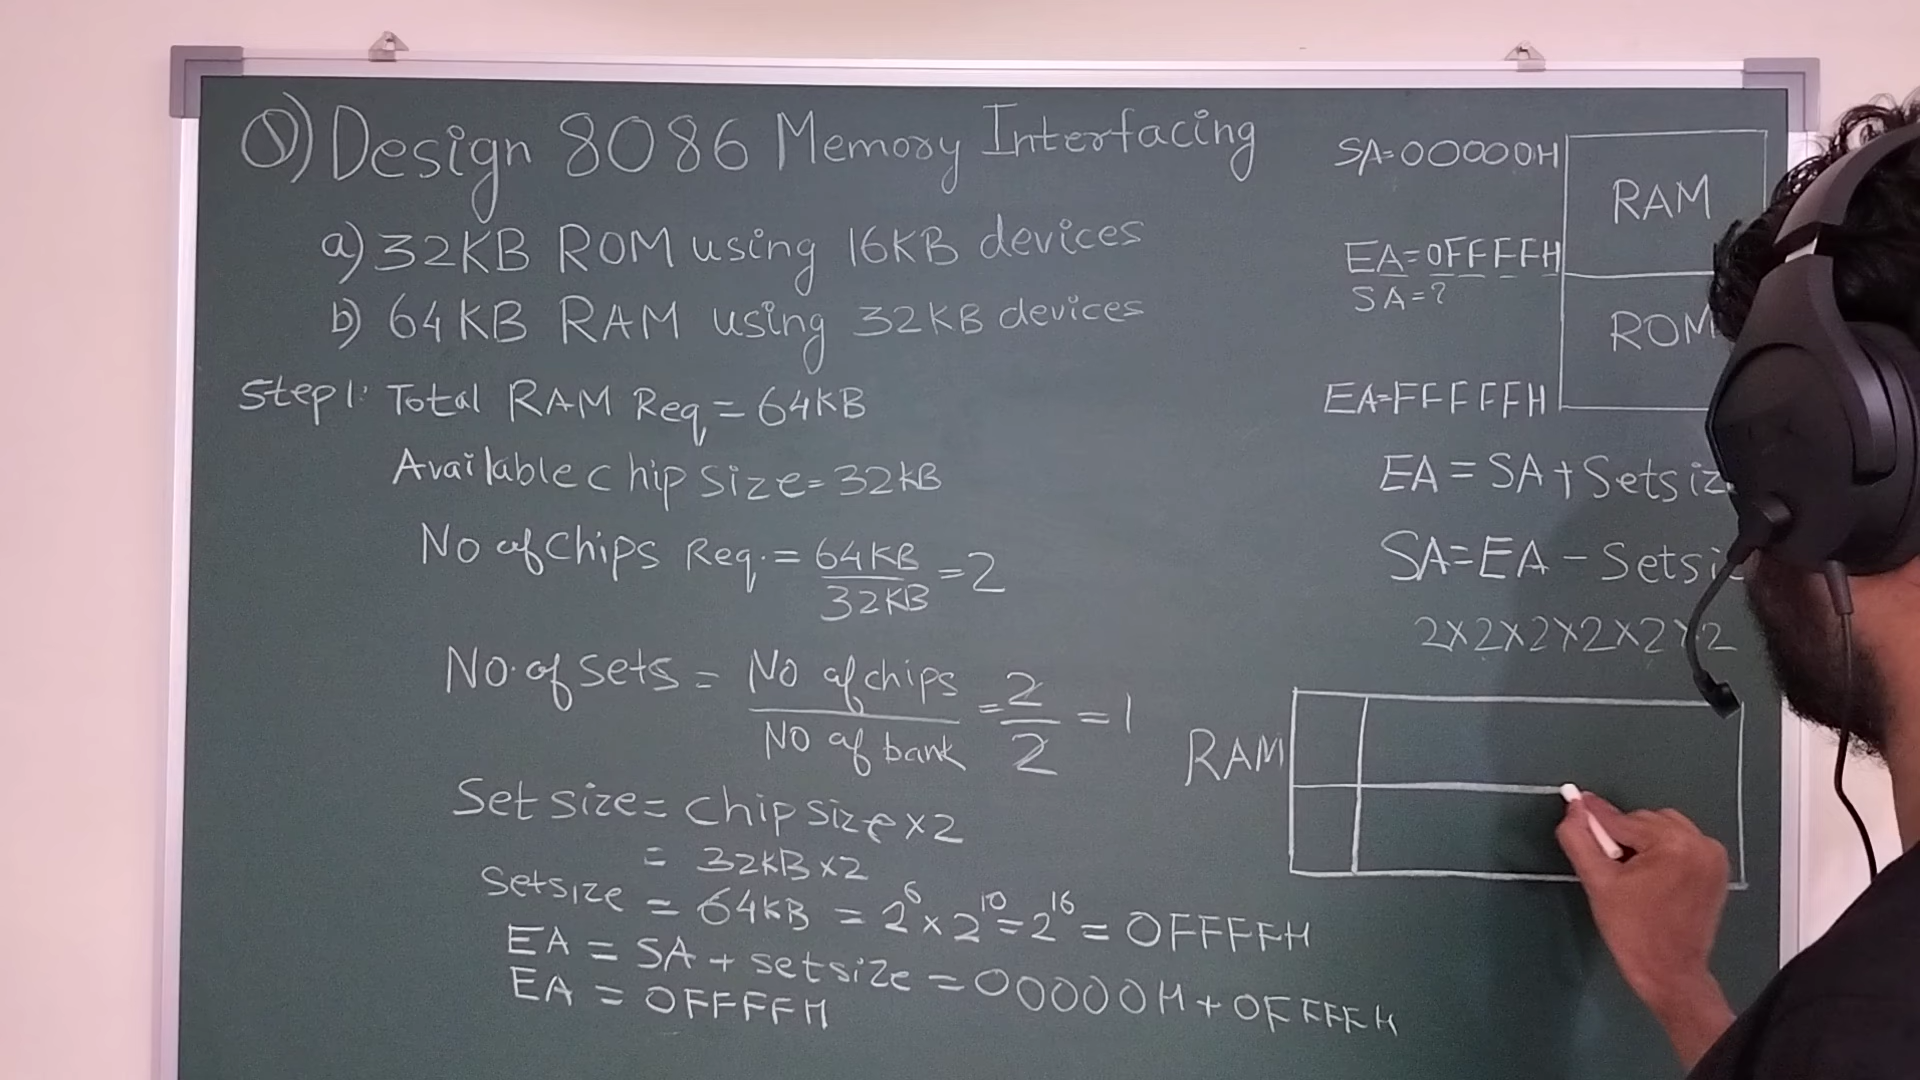 Q) Design 8086 Memory Interfacing
a) 32KB ROM using 16KB devices
b) 64KB RAM using 32KB devices
Step1: Total RAM Req = 64KB
Available chip size = 32KB
No of chips Req. = 64KB / 32KB = 2
No. of sets = No of chips / No of bank = 2 / 2 = 1
Set size = chip size x 2
= 32KB x 2
Setsize = 64KB = 2^6 x 2^10 = 2^16 = 0FFFFH
EA = SA + setsize = 00000H + 0FFFFH
EA = 0FFFFH
SA=00000H
RAM
EA=0FFFFH
SA=?
ROM
EA=FFFFFH
EA = SA + Setsiz
SA = EA - Setsi
2x2x2x2x2x2
RAM